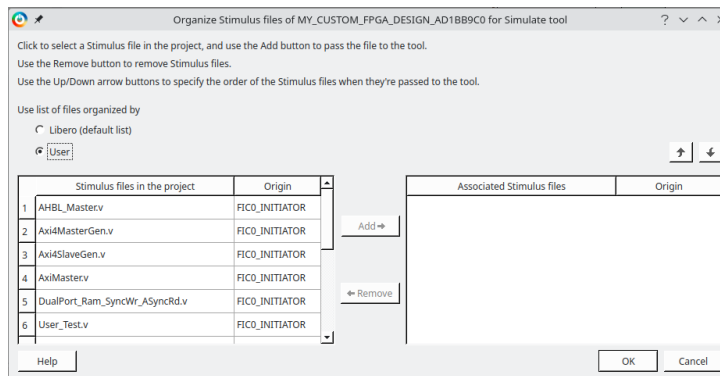 Organize Stimulus files of MY_CUSTOM_FPGA_DESIGN_AD1BB9C0 for Simulate tool
Click to select a Stimulus file in the project, and use the Add button to pass the file to the tool.
Use the Remove button to remove Stimulus files.
Use the Up/Down arrow buttons to specify the order of the Stimulus files when they're passed to the tool.
Use list of files organized by
Libero (default list)
User
Stimulus files in the project Origin
1 AHBL_Master.v FIC0_INITIATOR
2 Axi4MasterGen.v FIC0_INITIATOR
3 Axi4SlaveGen.v FIC0_INITIATOR
4 AxiMaster.v FIC0_INITIATOR
5 DualPort_Ram_SyncWr_ASyncRd.v FIC0_INITIATOR
6 User_Test.v FIC0_INITIATOR
Add
Remove
Associated Stimulus files Origin
Help OK Cancel